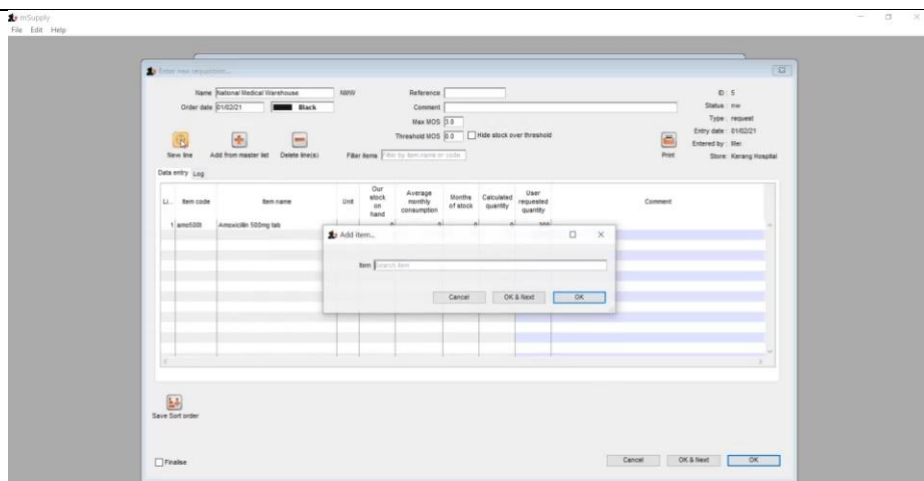 mSupply
File Edit Help
Enter new requisition...
Name National Medical Warehouse NMW Reference ID: 5
Order date 01/02/21 Black Comment Status: nw
Max MOS 3.0 Type: request
Threshold MOS 0.0 Hide stock over threshold Entry date: 01/02/21
Entered by: Mei
New line Add from master list Delete line(s) Filter items Filter by item name or code Print Store: Kerang Hospital
Data entry Log
Li... Item code Item name Unit Our stock on hand Average monthly consumption Months of stock Calculated quantity User requested quantity Comment
1 amo500t Amoxicillin 500mg tab 0 0 0 0 300
Add item...
Item Search item
Cancel OK & Next OK
Save Sort order
Finalise
Cancel OK & Next OK